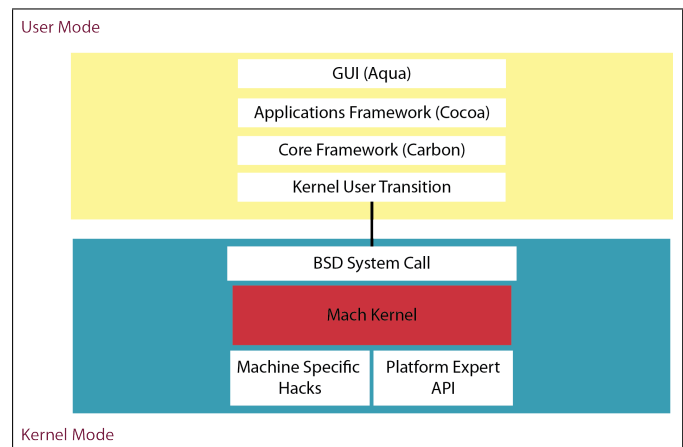 User Mode
GUI (Aqua)
Applications Framework (Cocoa)
Core Framework (Carbon)
Kernel User Transition
BSD System Call
Mach Kernel
Machine Specific
Hacks
Platform Expert
API
Kernel Mode